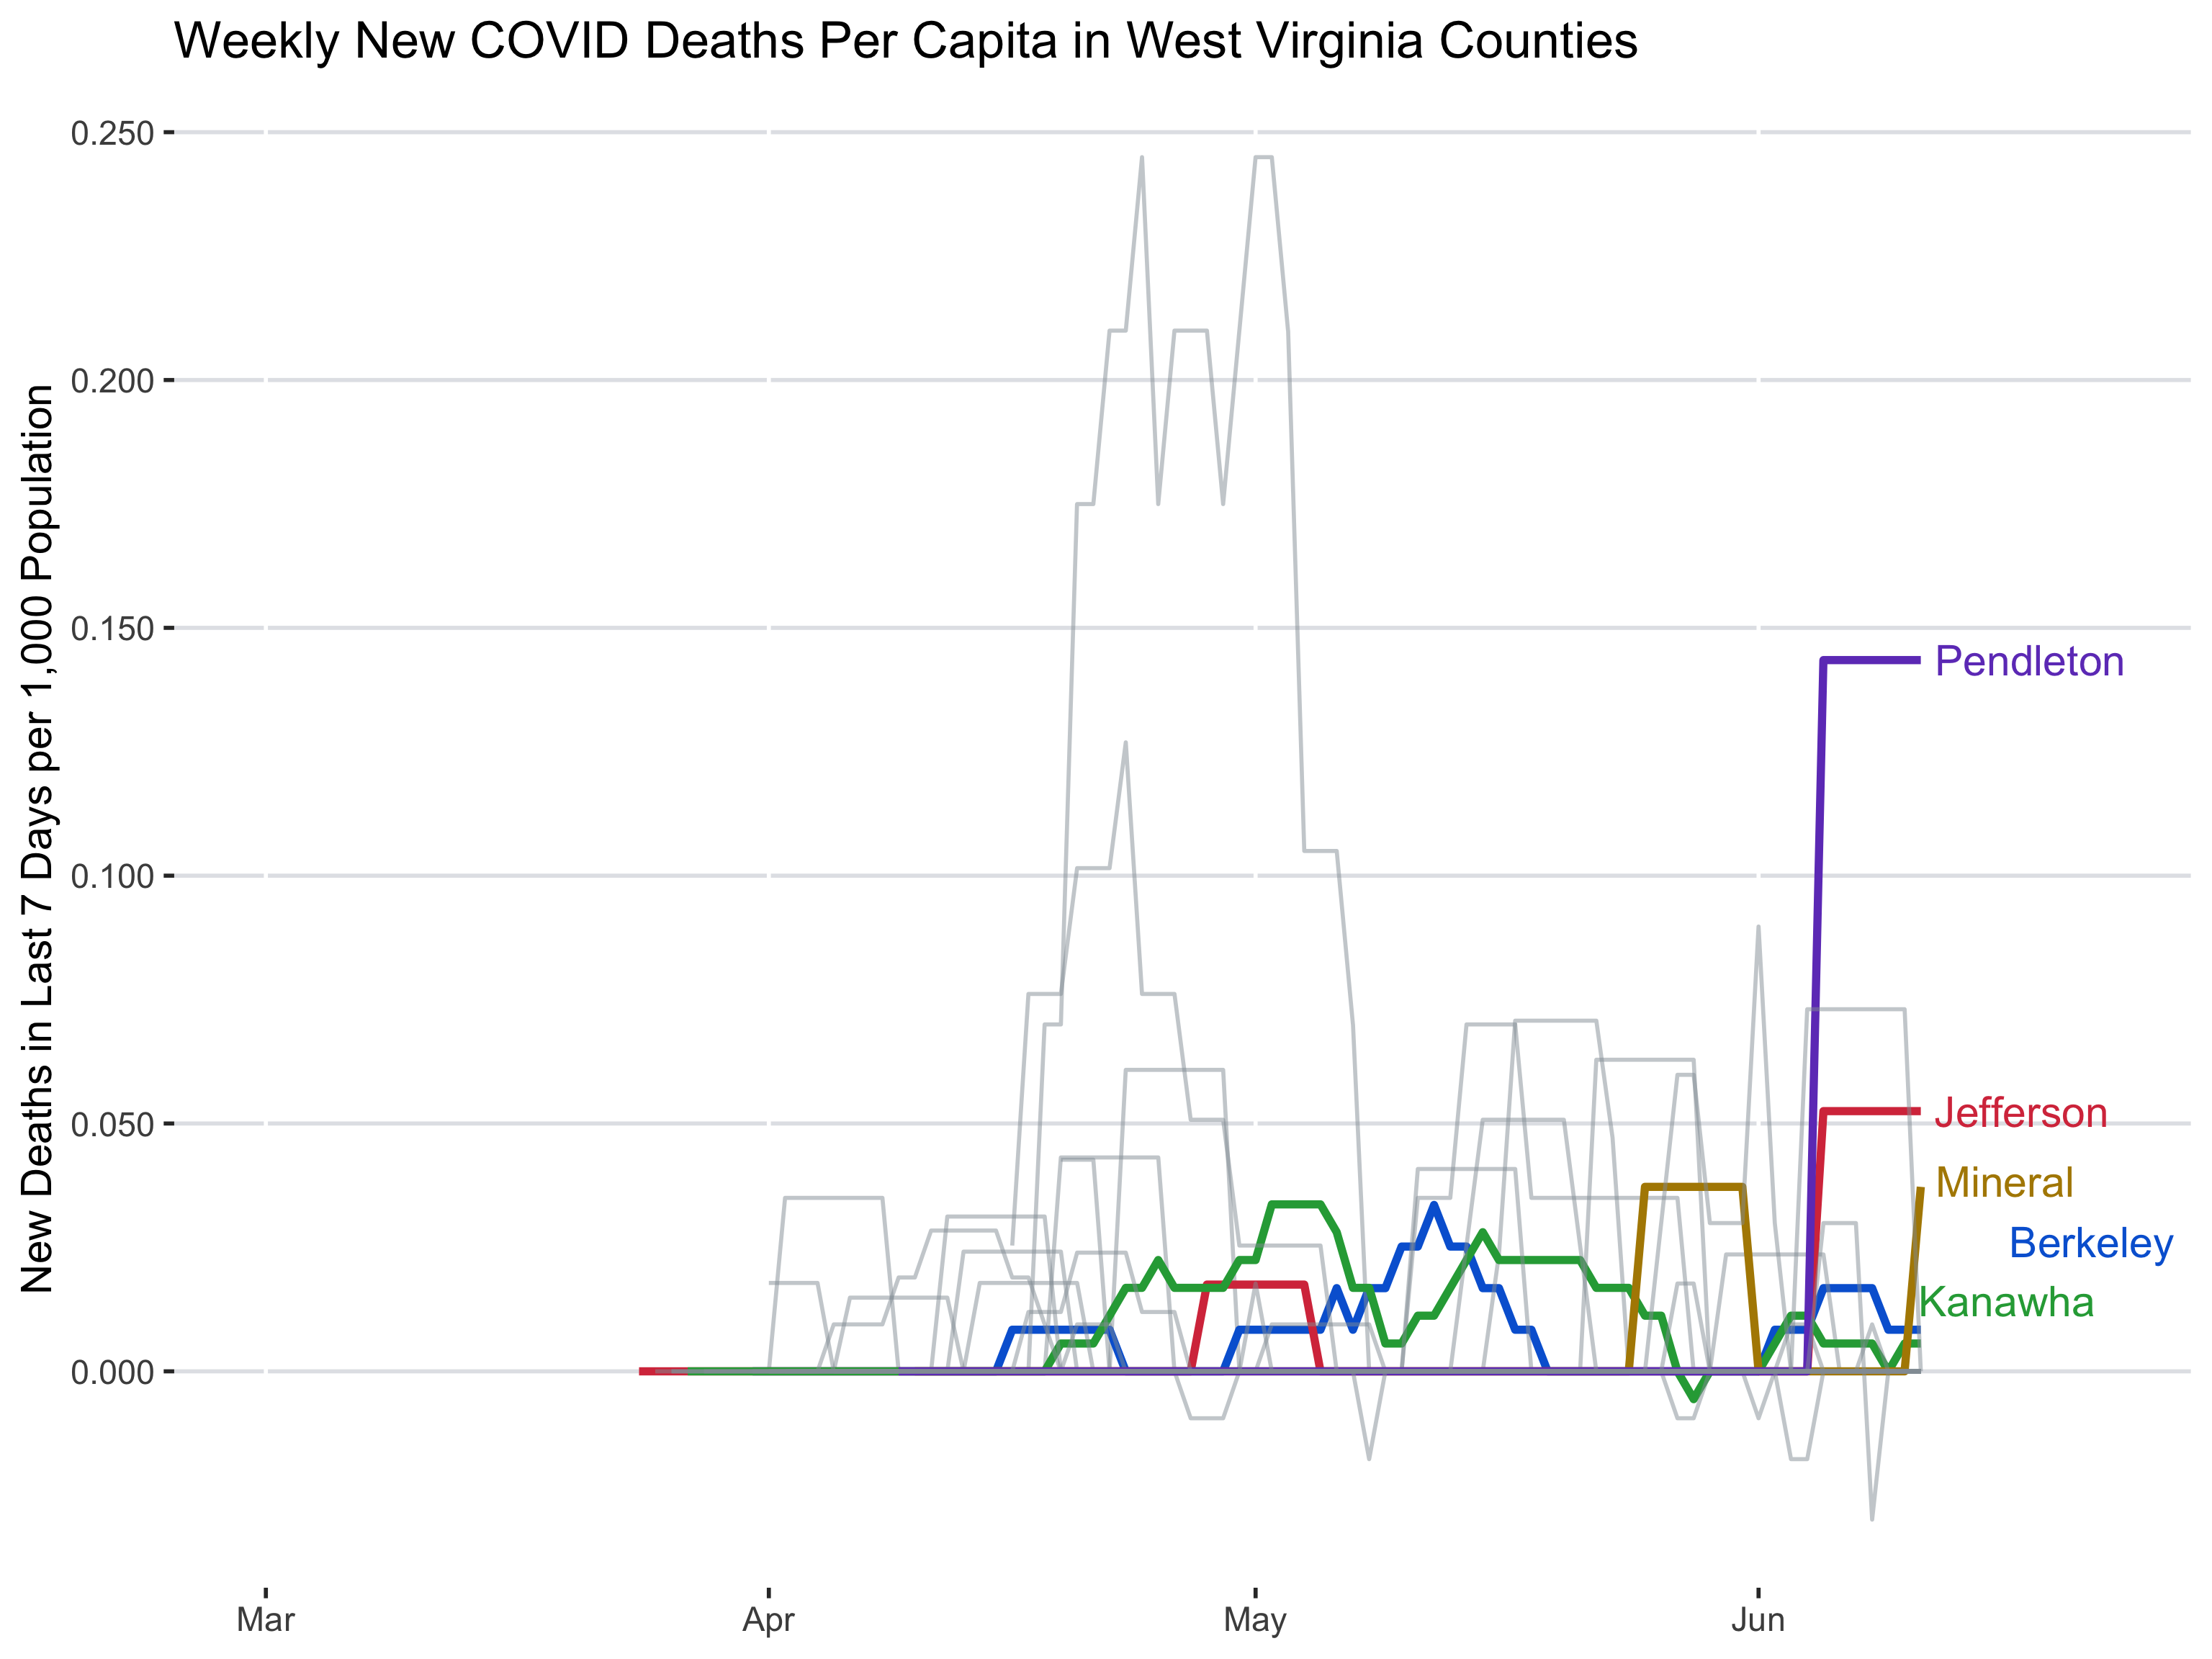 Weekly New COVID Deaths Per Capita in West Virginia Counties
New Deaths in Last 7 Days per 1,000 Population
0.250
0.200
0.150
0.100
0.050
0.000
Pendleton
Jefferson
Mineral
Berkeley
Kanawha
Mar
Apr
May
Jun